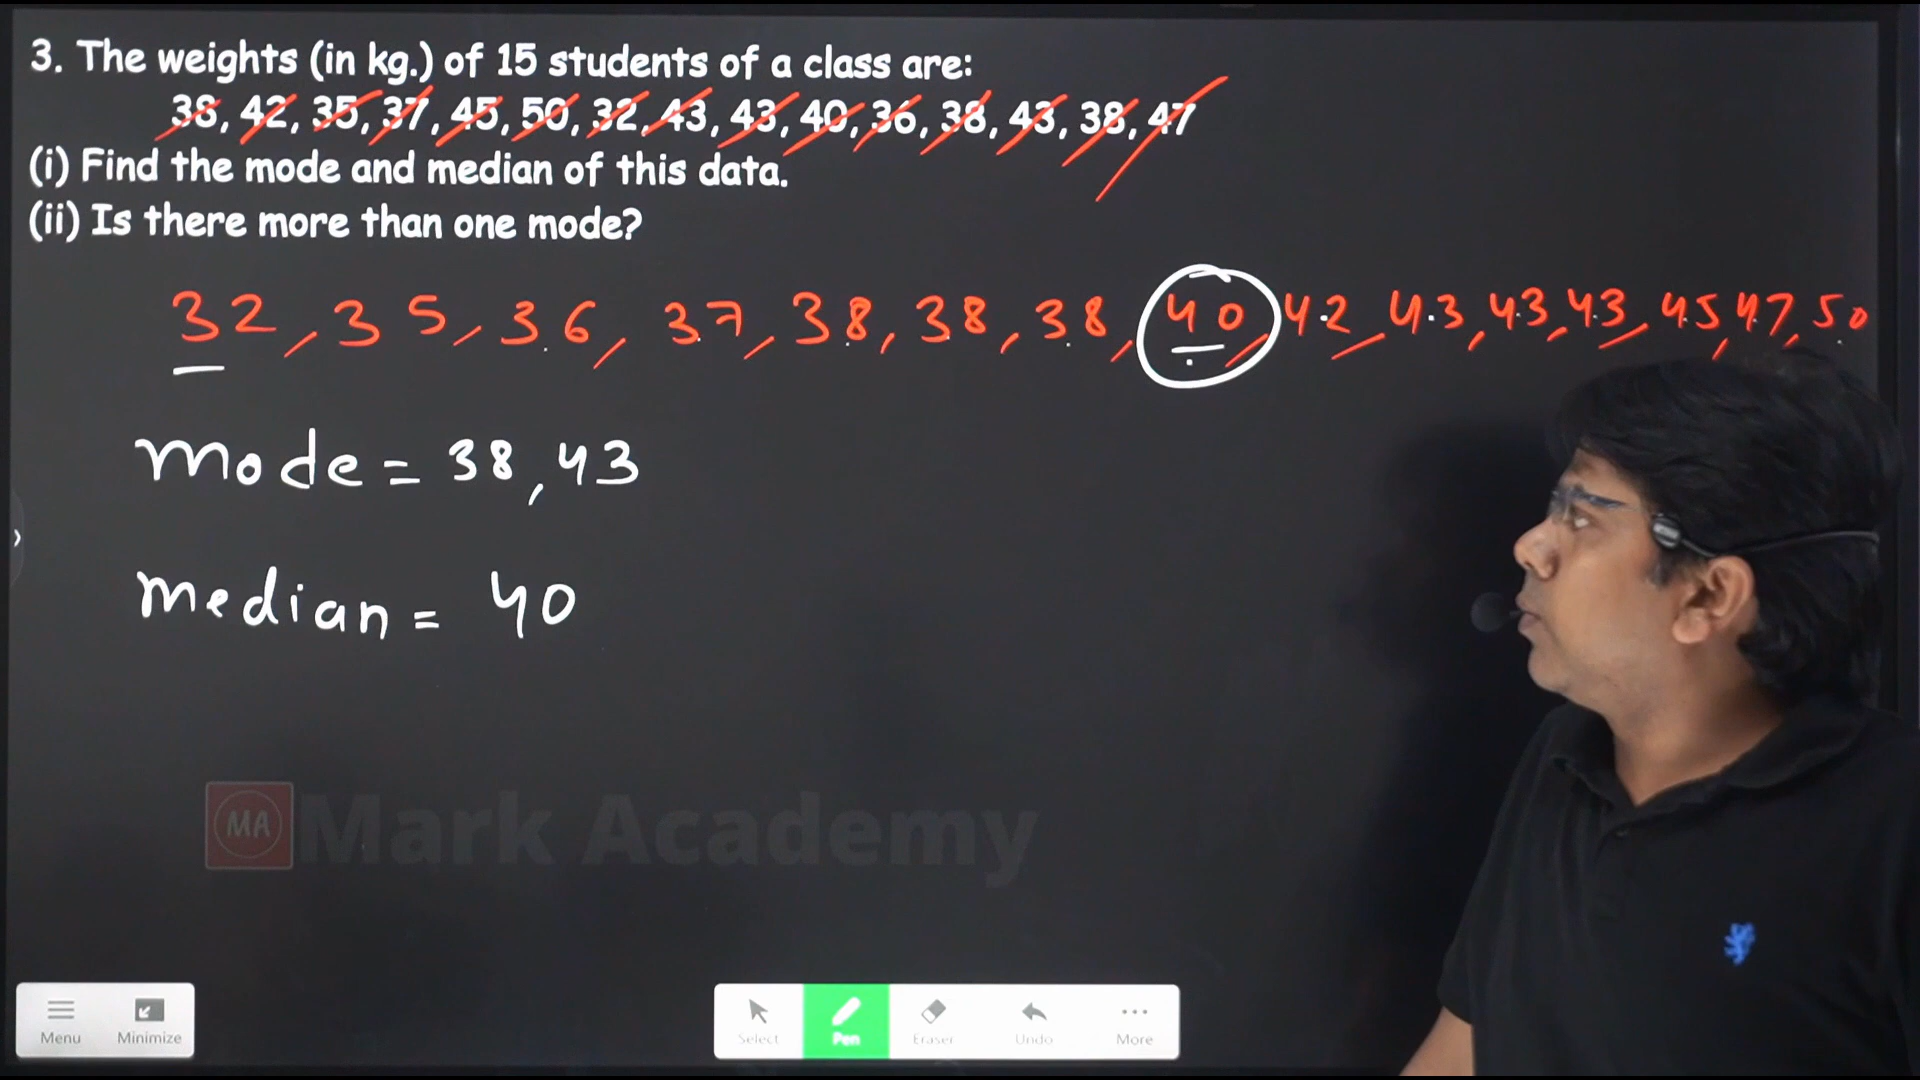 3. The weights (in kg.) of 15 students of a class are:
38, 42, 35, 37, 45, 50, 32, 43, 43, 40, 36, 38, 43, 38, 47
(i) Find the mode and median of this data.
(ii) Is there more than one mode?
32, 35, 36, 37, 38, 38, 38, 40, 42, 43, 43, 43, 45, 47, 50
mode = 38, 43
median = 40
MA Mark Academy
Menu Minimize Select Pen Eraser Undo More